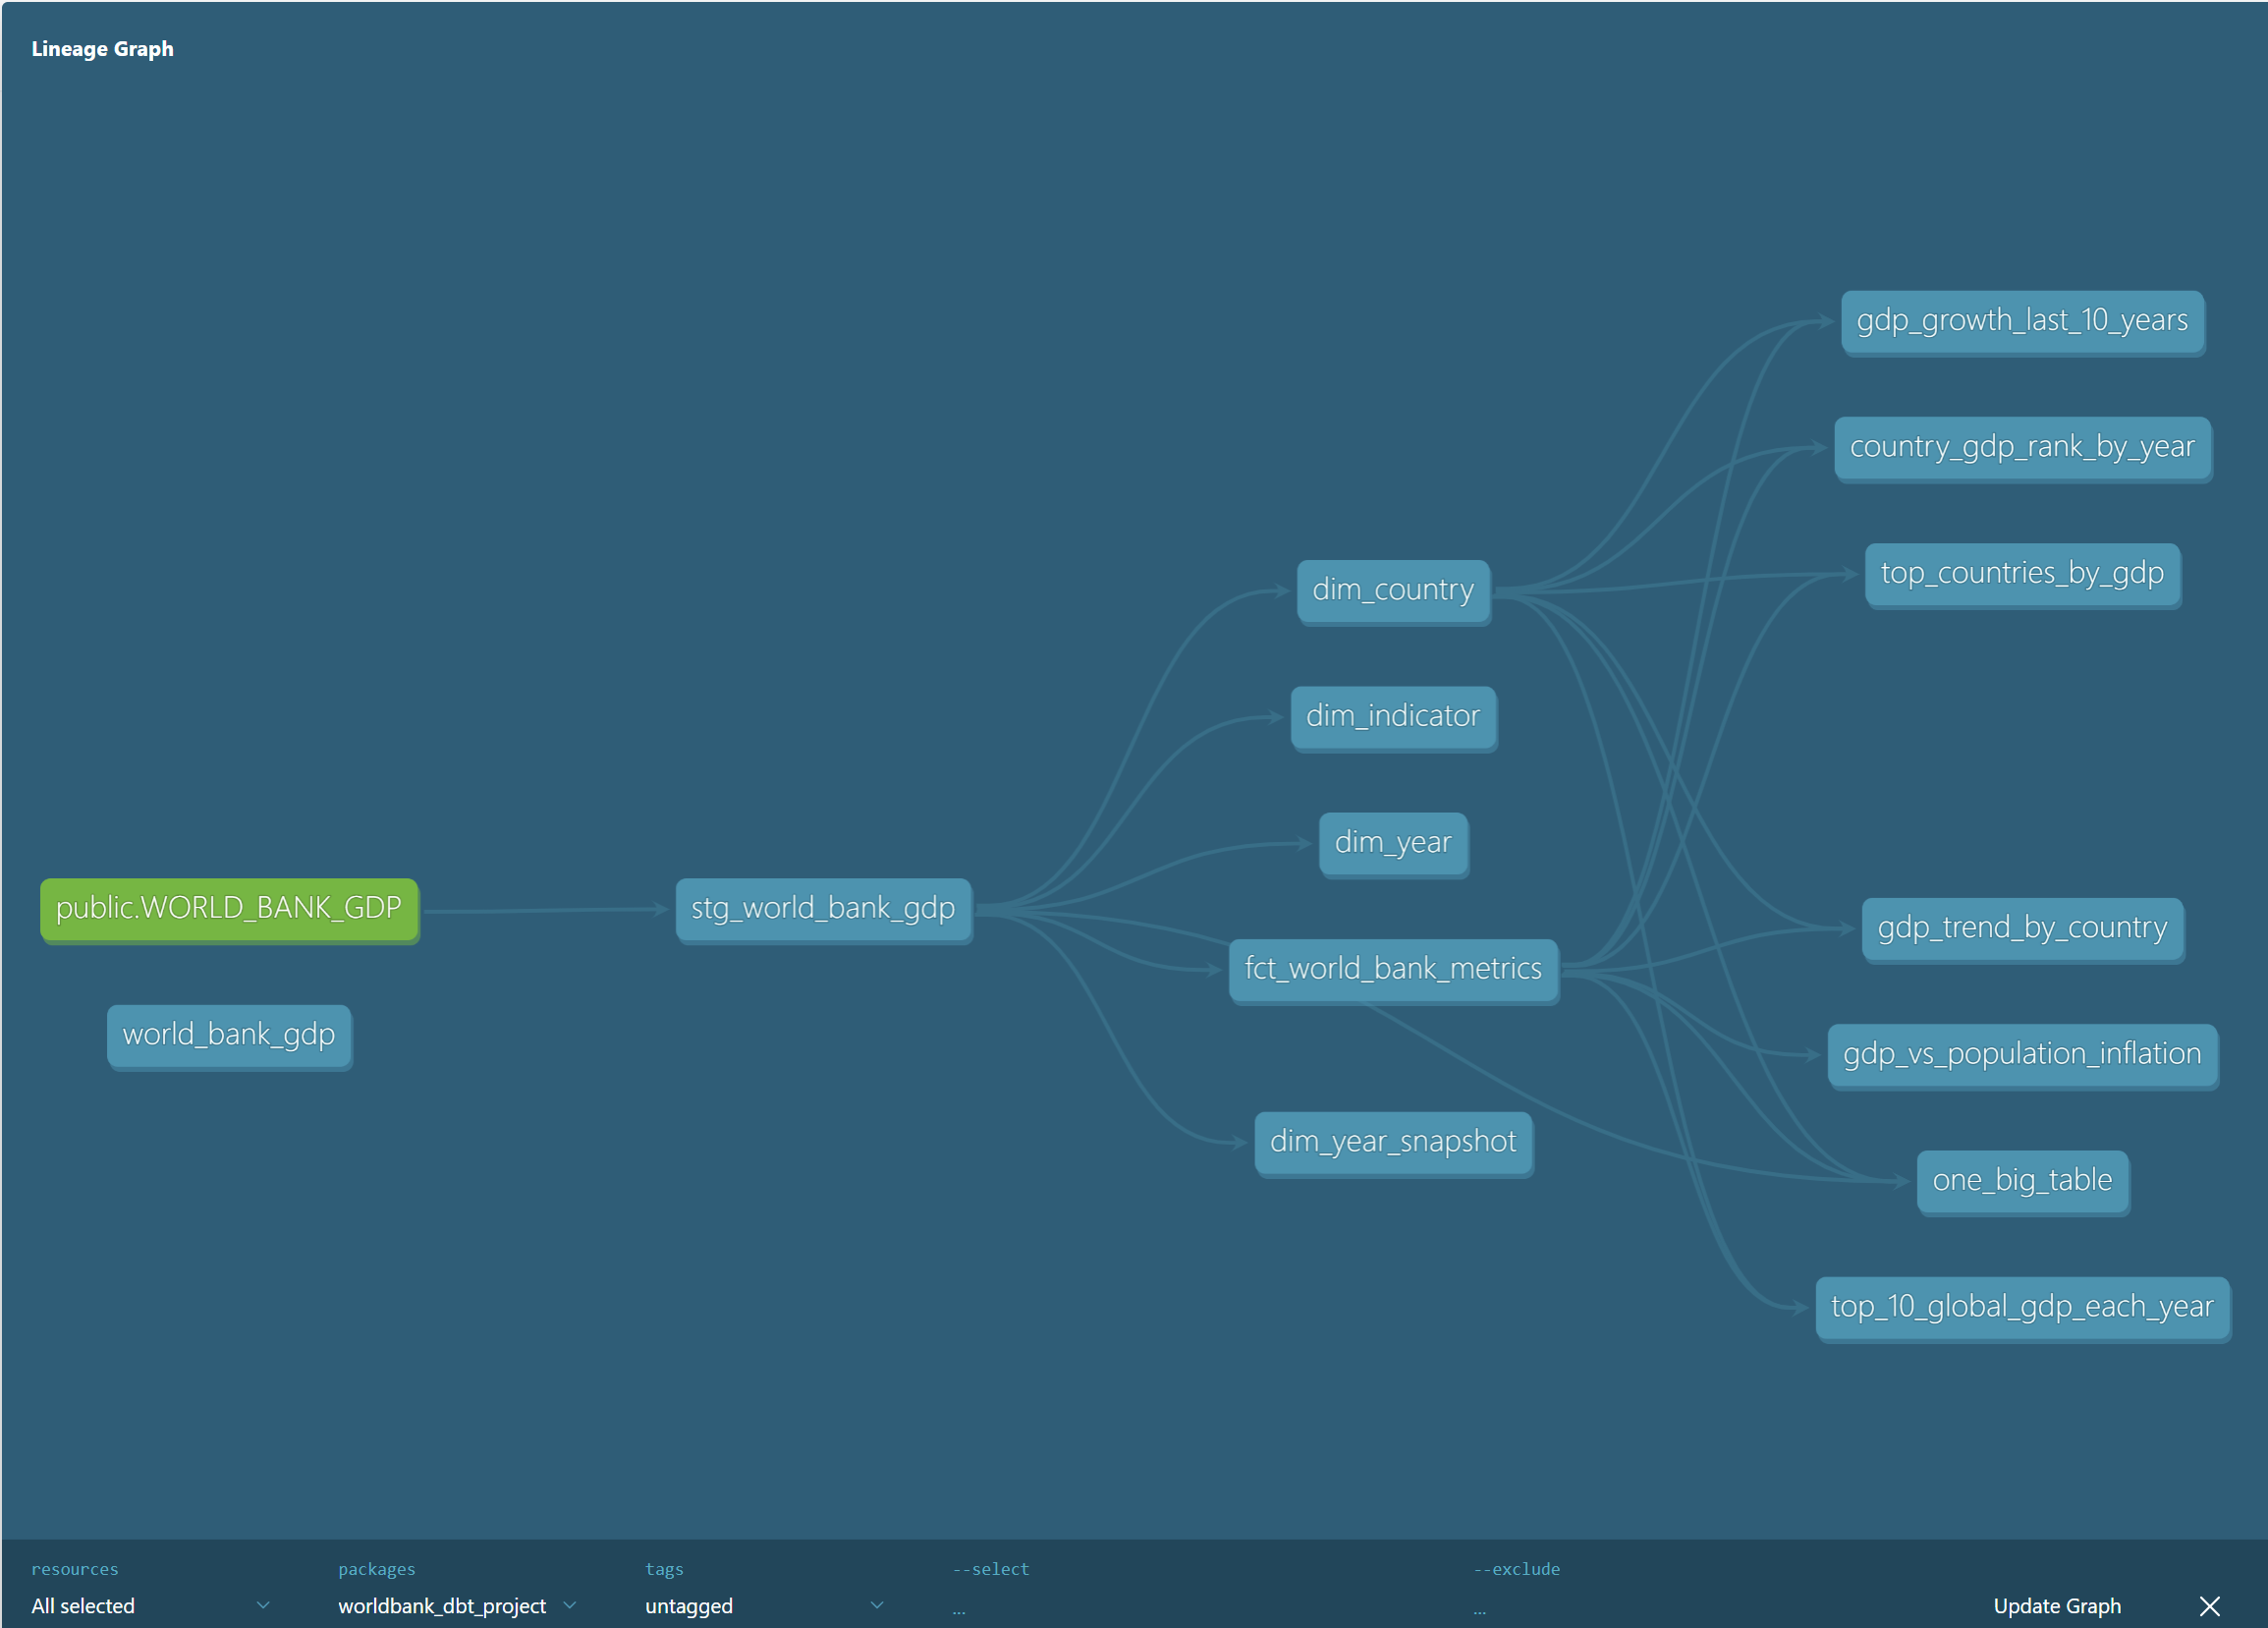 Lineage Graph
gdp_growth_last_10_years
country_gdp_rank_by_year
top_countries_by_gdp
dim_country
dim_indicator
dim_year
public.WORLD_BANK_GDP
stg_world_bank_gdp
fct_world_bank_metrics
gdp_trend_by_country
world_bank_gdp
gdp_vs_population_inflation
dim_year_snapshot
one_big_table
top_10_global_gdp_each_year
resources
packages
tags
--select
--exclude
All selected
worldbank_dbt_project
untagged
...
...
Update Graph